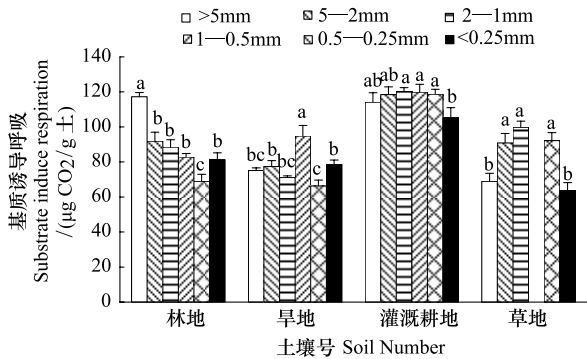 >5mm 5—2mm 2—1mm
1—0.5mm 0.5—0.25mm <0.25mm
基质诱导呼吸
Substrate induce respiration
/(μg CO2/g 土)
140
120
100
80
60
40
20
0
a b b b c b
bc b bc a c b
ab ab a a a b
b a a a b
林地 旱地 灌溉耕地 草地
土壤号 Soil Number